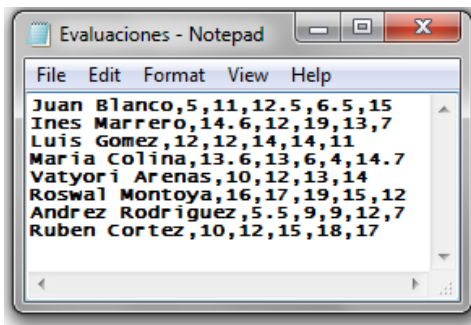 Evaluaciones - Notepad
File Edit Format View Help
Juan Blanco,5,11,12.5,6.5,15
Ines Marrero,14.6,12,19,13,7
Luis Gomez,12,12,14,14,11
Maria Colina,13.6,13,6,4,14.7
Vatyori Arenas,10,12,13,14
Roswal Montoya,16,17,19,15,12
Andrez Rodriguez,5.5,9,9,12,7
Ruben Cortez,10,12,15,18,17